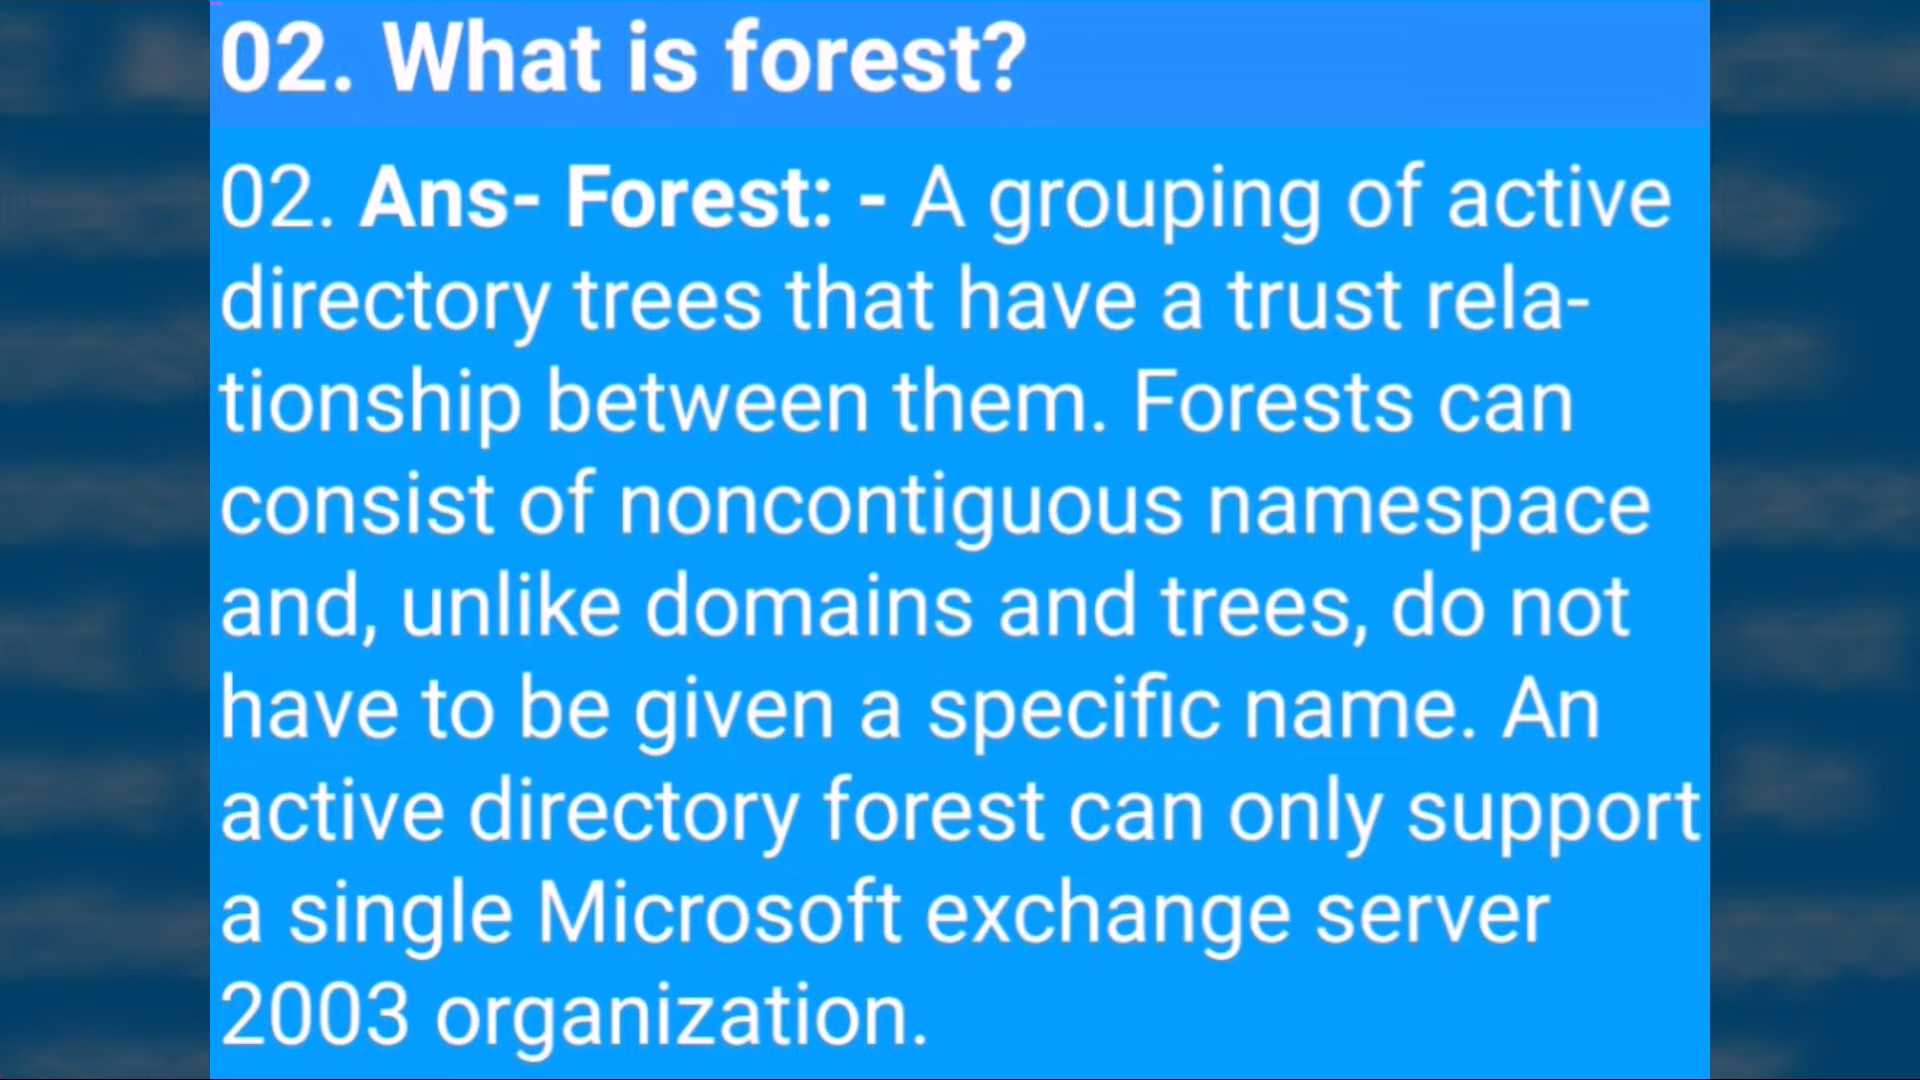 02. What is forest?
02. Ans- Forest: - A grouping of active
directory trees that have a trust rela-
tionship between them. Forests can
consist of noncontiguous namespace
and, unlike domains and trees, do not
have to be given a specific name. An
active directory forest can only support
a single Microsoft exchange server
2003 organization.